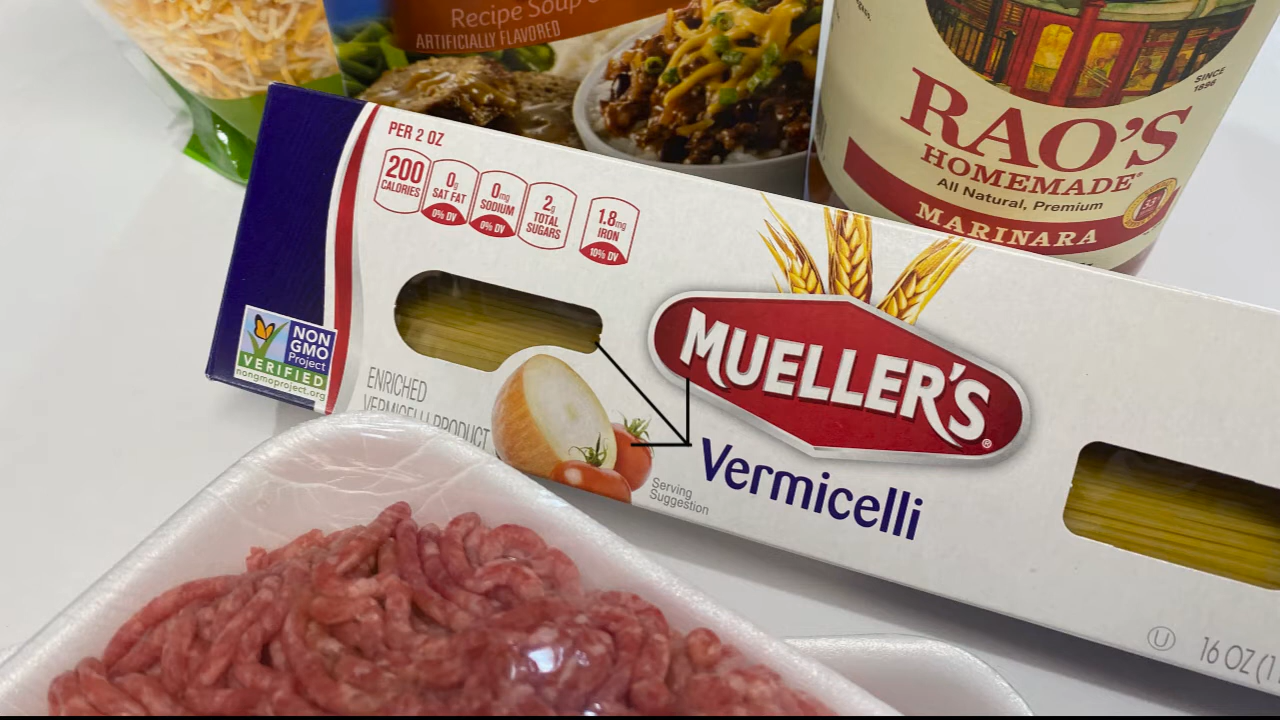 Recipe Soup
ARTIFICIALLY FLAVORED
SINCE
1896
RAO'S
HOMEMADE®
All Natural, Premium
MARINARA
PER 2 OZ
200
CALORIES
0g
SAT FAT
0% DV
0mg
SODIUM
0% DV
2g
TOTAL
SUGARS
1.8mg
IRON
10% DV
NON
GMO
Project
VERIFIED
nongmoproject.org
ENRICHED
VERMICELLI PRODUCT
MUELLER'S®
Vermicelli
Serving
Suggestion
U
16 OZ (1